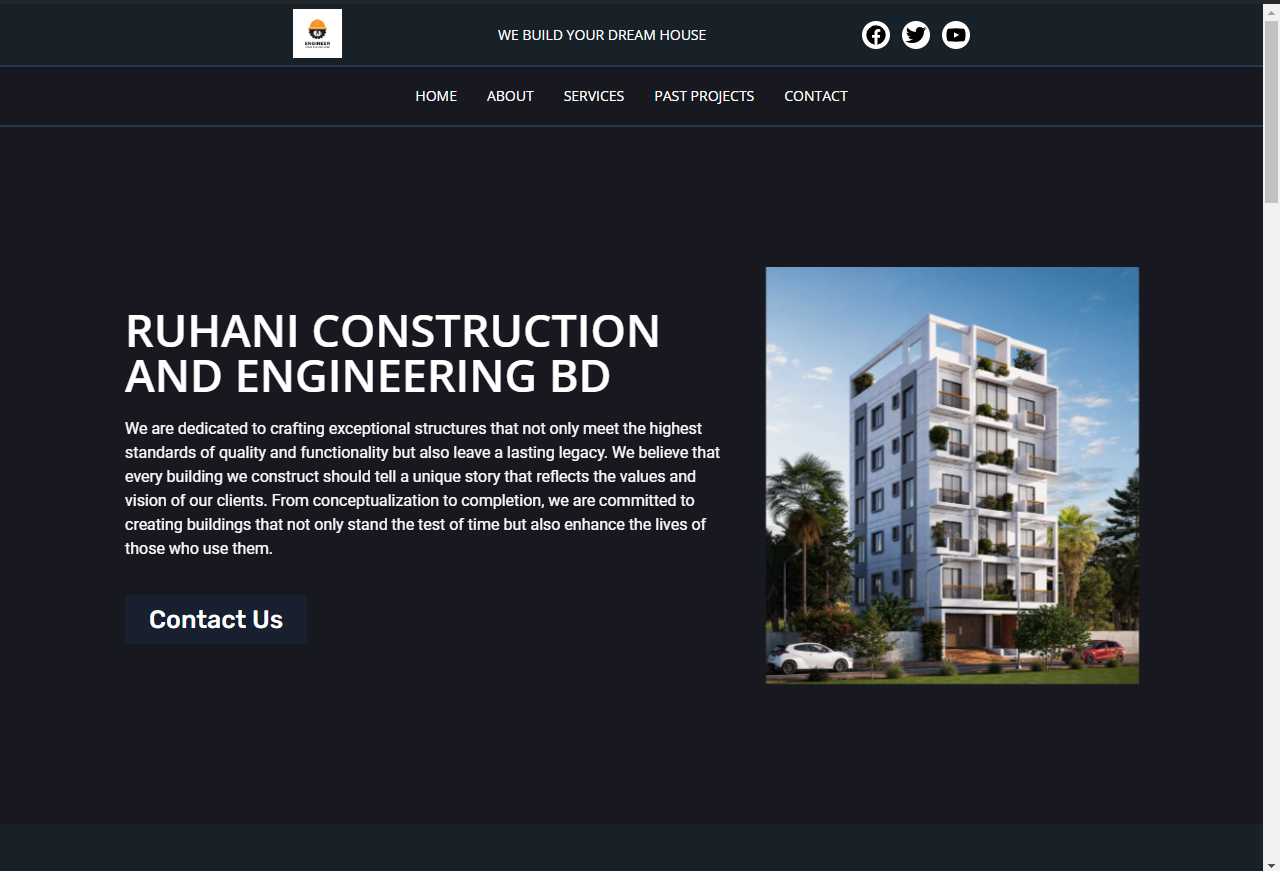 ENGINEER
WE BUILD YOUR DREAM HOUSE
HOME ABOUT SERVICES PAST PROJECTS CONTACT
RUHANI CONSTRUCTION
AND ENGINEERING BD
We are dedicated to crafting exceptional structures that not only meet the highest
standards of quality and functionality but also leave a lasting legacy. We believe that
every building we construct should tell a unique story that reflects the values and
vision of our clients. From conceptualization to completion, we are committed to
creating buildings that not only stand the test of time but also enhance the lives of
those who use them.
Contact Us